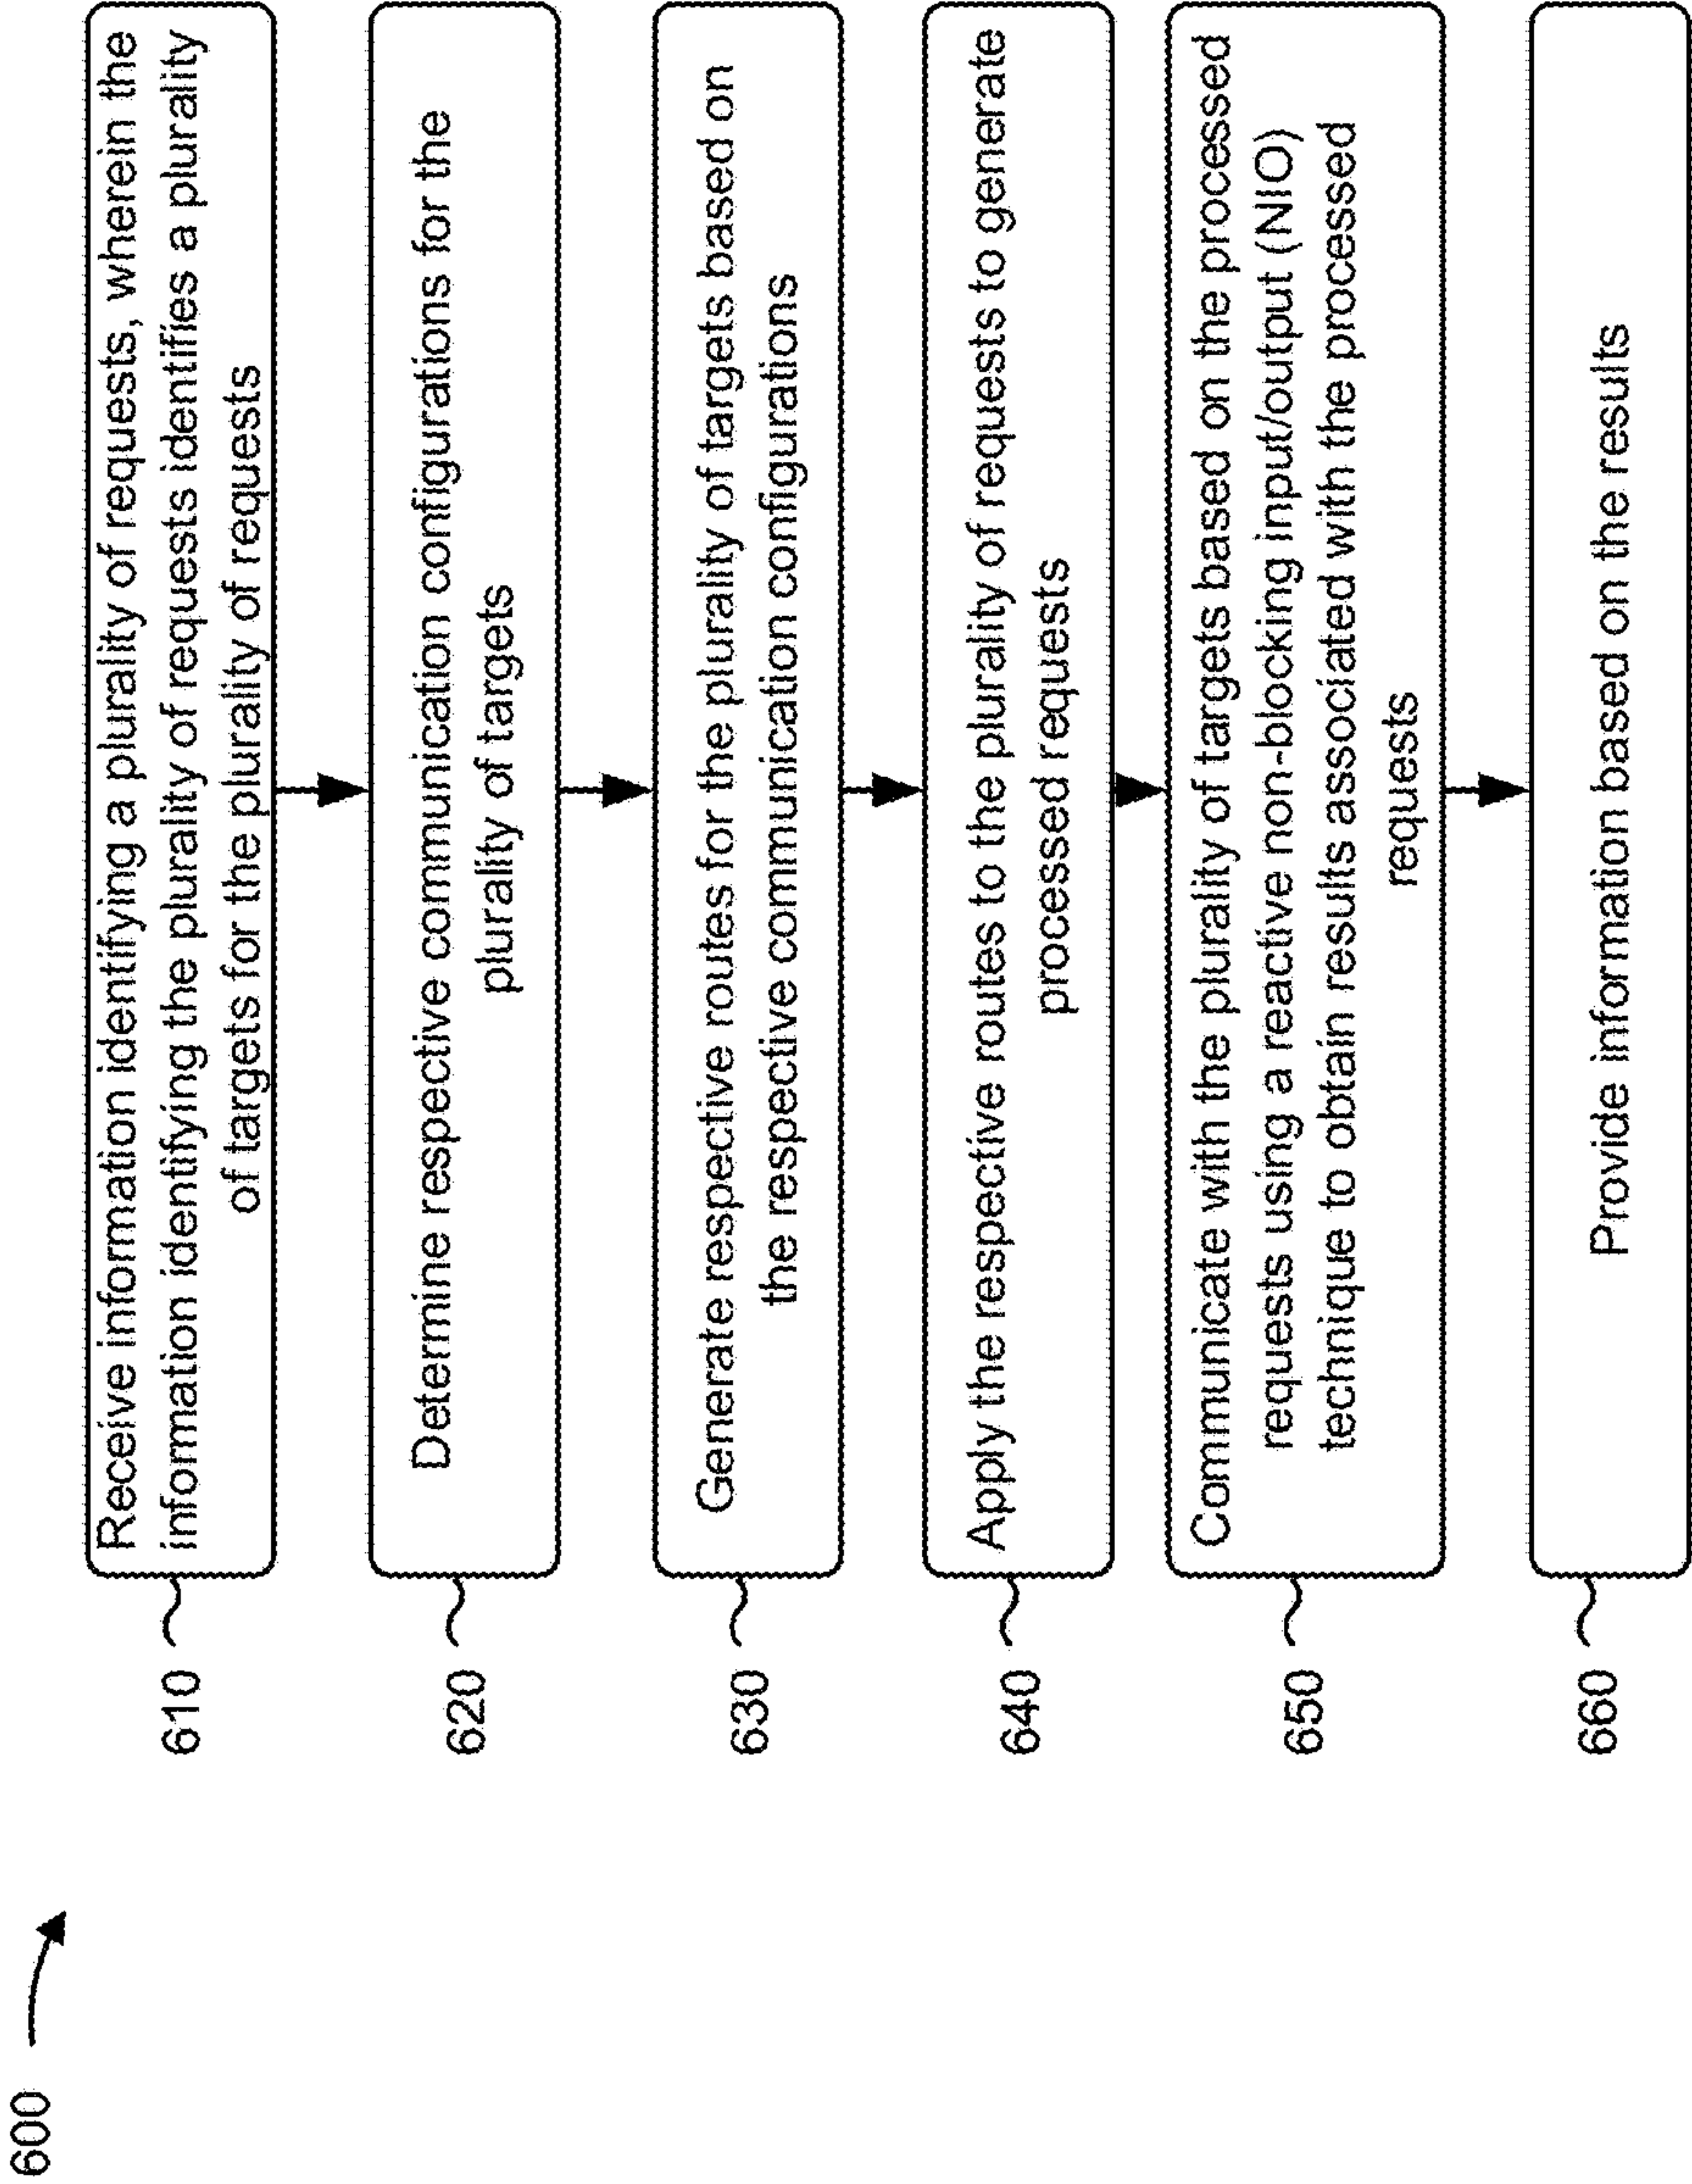 600
610
Receive information identifying a plurality of requests, wherein the
information identifying the plurality of requests identifies a plurality
of targets for the plurality of requests
620
Determine respective communication configurations for the
plurality of targets
630
Generate respective routes for the plurality of targets based on
the respective communication configurations
640
Apply the respective routes to the plurality of requests to generate
processed requests
650
Communicate with the plurality of targets based on the processed
requests using a reactive non-blocking input/output (NIO)
technique to obtain results associated with the processed
requests
660
Provide information based on the results